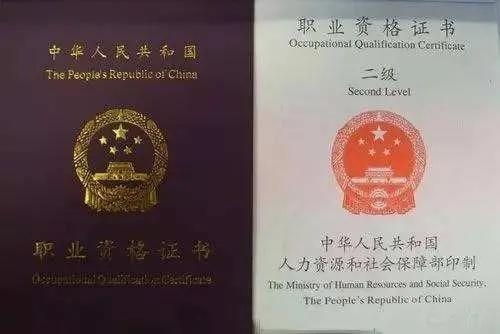 中华人民共和国
The People's Republic of China
职业资格证书
Occupational Qualification Certificate
职业资格证书
Occupational Qualification Certificate
二级
Second Level
中华人民共和国
人力资源和社会保障部印制
The Ministry of Human Resources and Social Security,
The People's Republic of China